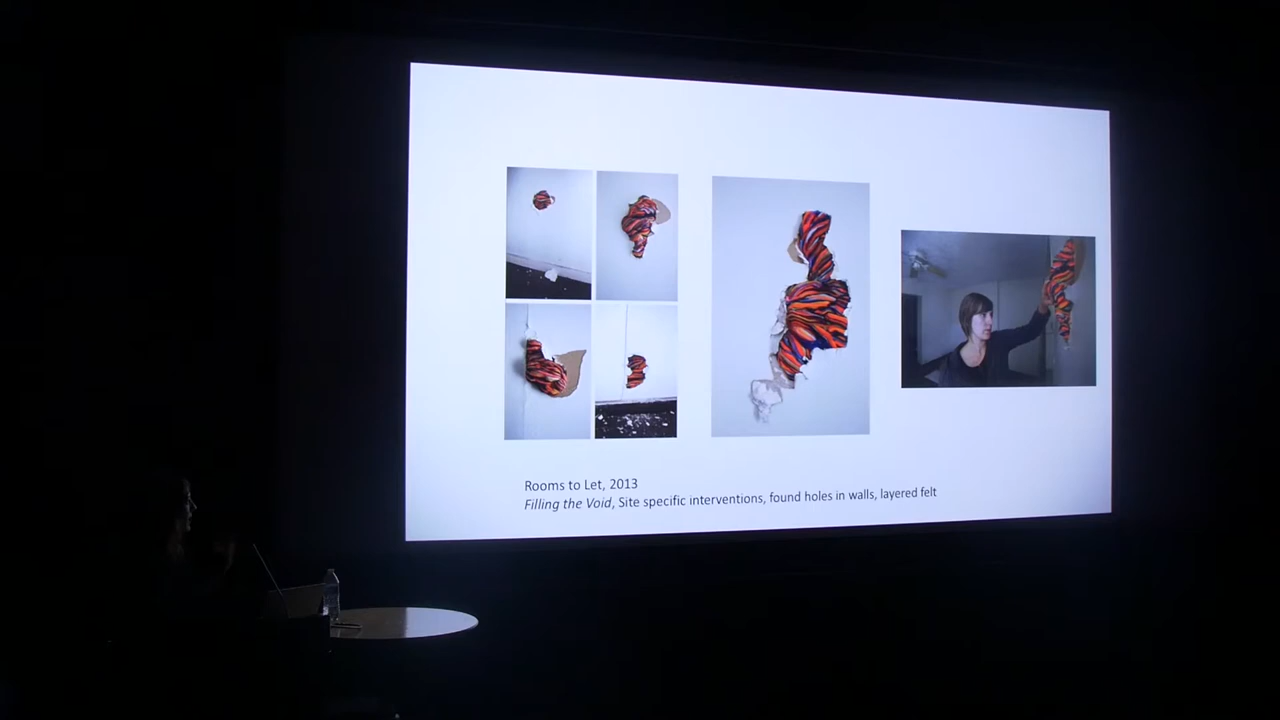 Rooms to Let, 2013
Filling the Void, Site specific interventions, found holes in walls, layered felt